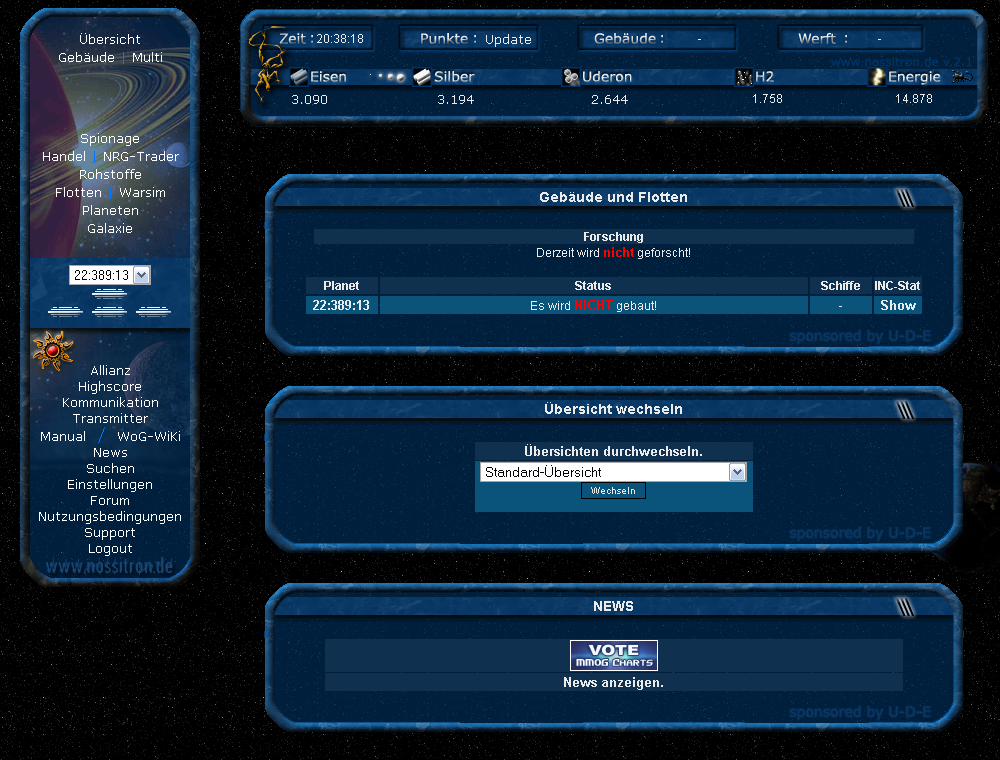 Übersicht
Gebäude | Multi
Spionage
Handel | NRG-Trader
Rohstoffe
Flotten | Warsim
Planeten
Galaxie
22:389:13
Allianz
Highscore
Kommunikation
Transmitter
Manual / WoG-WiKi
News
Suchen
Einstellungen
Forum
Nutzungsbedingungen
Support
Logout
www.nossitron.de
Zeit : 20:38:18 Punkte : Update Gebäude : - Werft : -
www.nossitron.de v.2.1
Eisen Silber Uderon H2 Energie
3.090 3.194 2.644 1.758 14.878
Gebäude und Flotten
Forschung
Derzeit wird nicht geforscht!
Planet Status Schiffe INC-Stat
22:389:13 Es wird NICHT gebaut! - Show
sponsored by U-D-E
Übersicht wechseln
Übersichten durchwechseln.
Standard-Übersicht
Wechseln
sponsored by U-D-E
NEWS
VOTE
MMOG CHARTS
News anzeigen.
sponsored by U-D-E